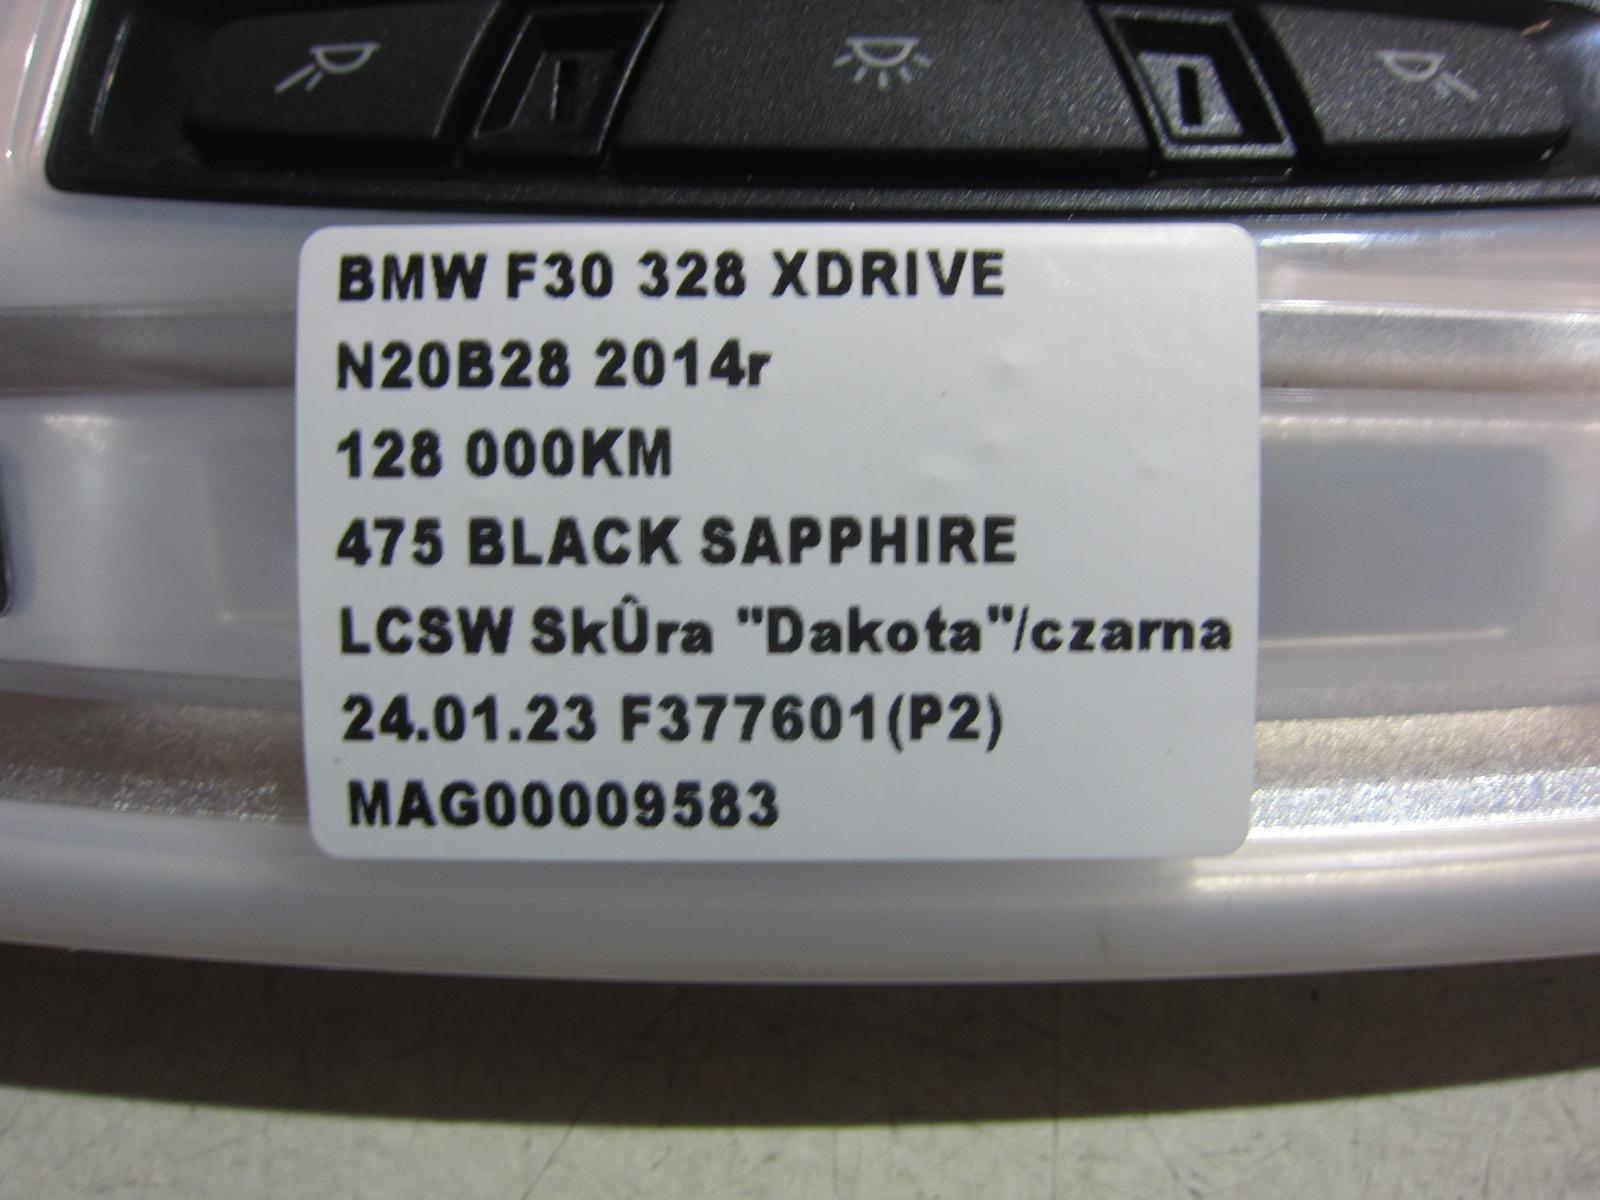 BMW F30 328 XDRIVE
N20B28 2014r
128 000KM
475 BLACK SAPPHIRE
LCSW SkÛra "Dakota"/czarna
24.01.23 F377601(P2)
MAG00009583